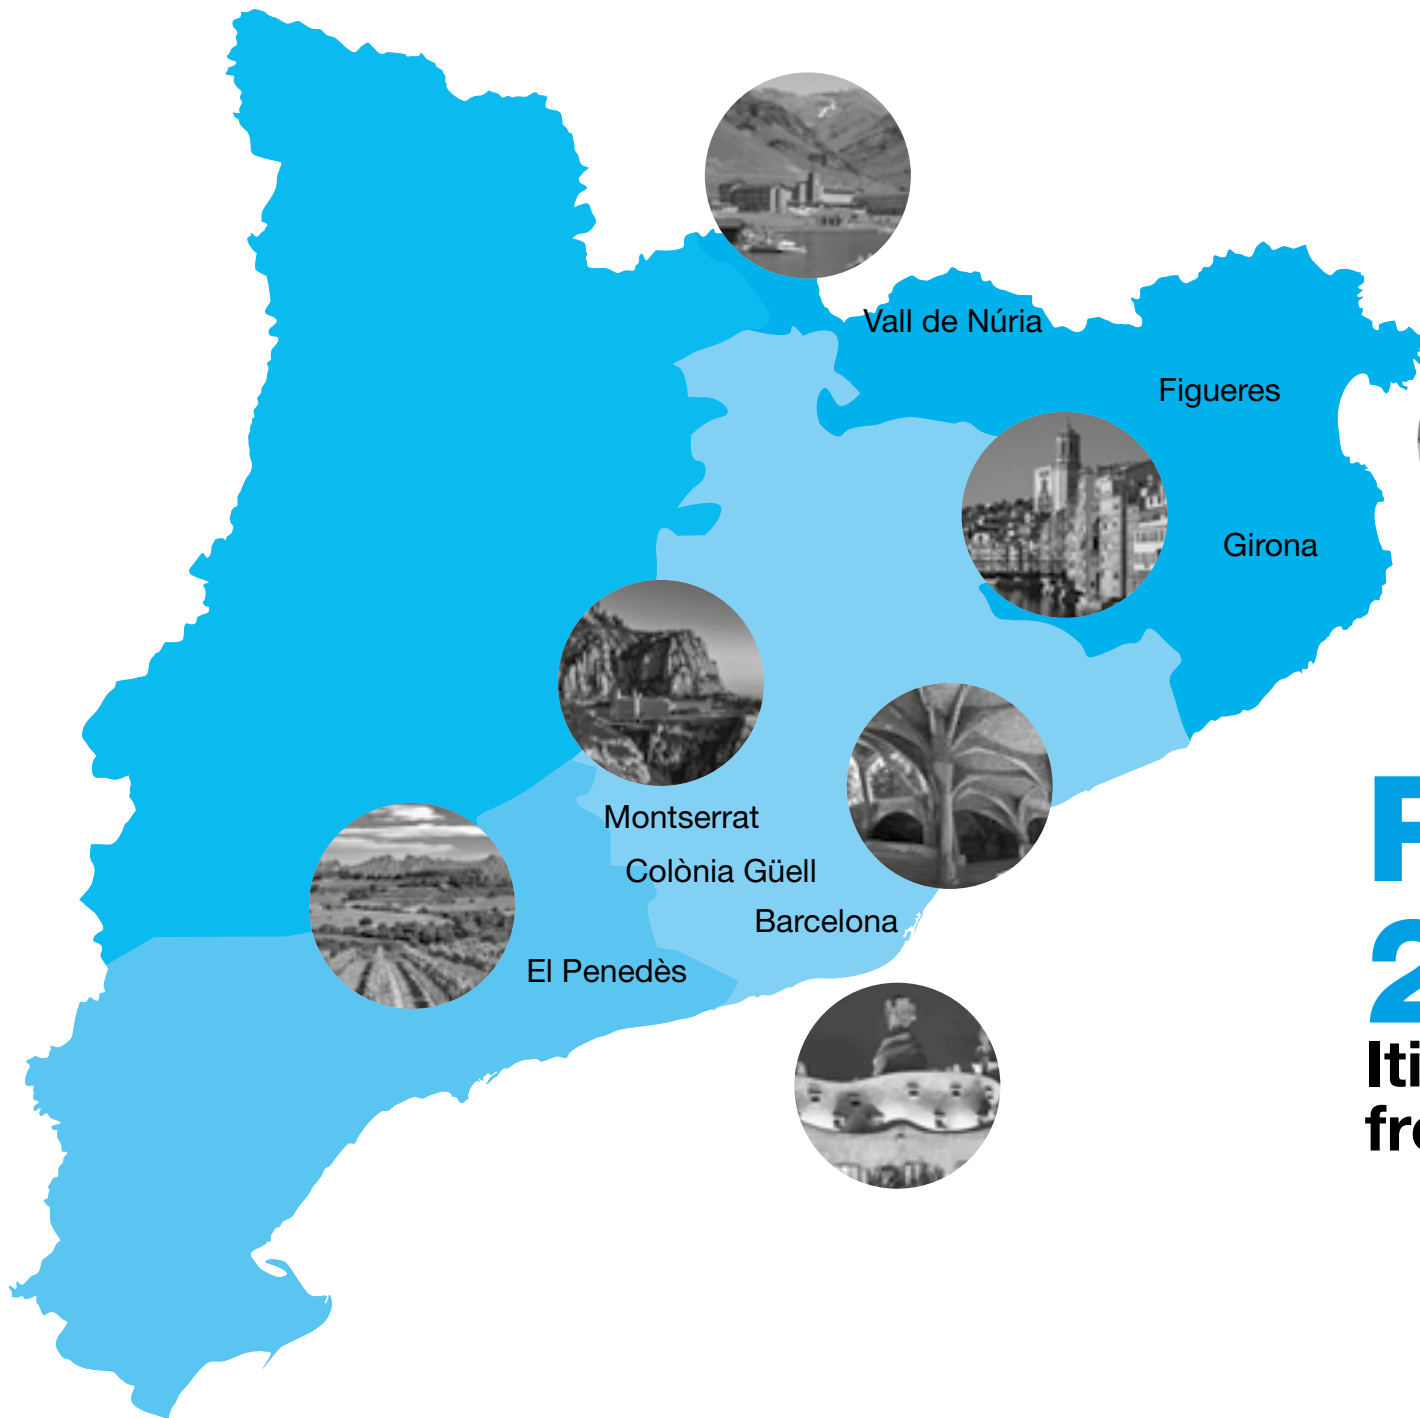 Vall de Núria
Figueres
Girona
Montserrat
Colònia Güell
Barcelona
El Penedès